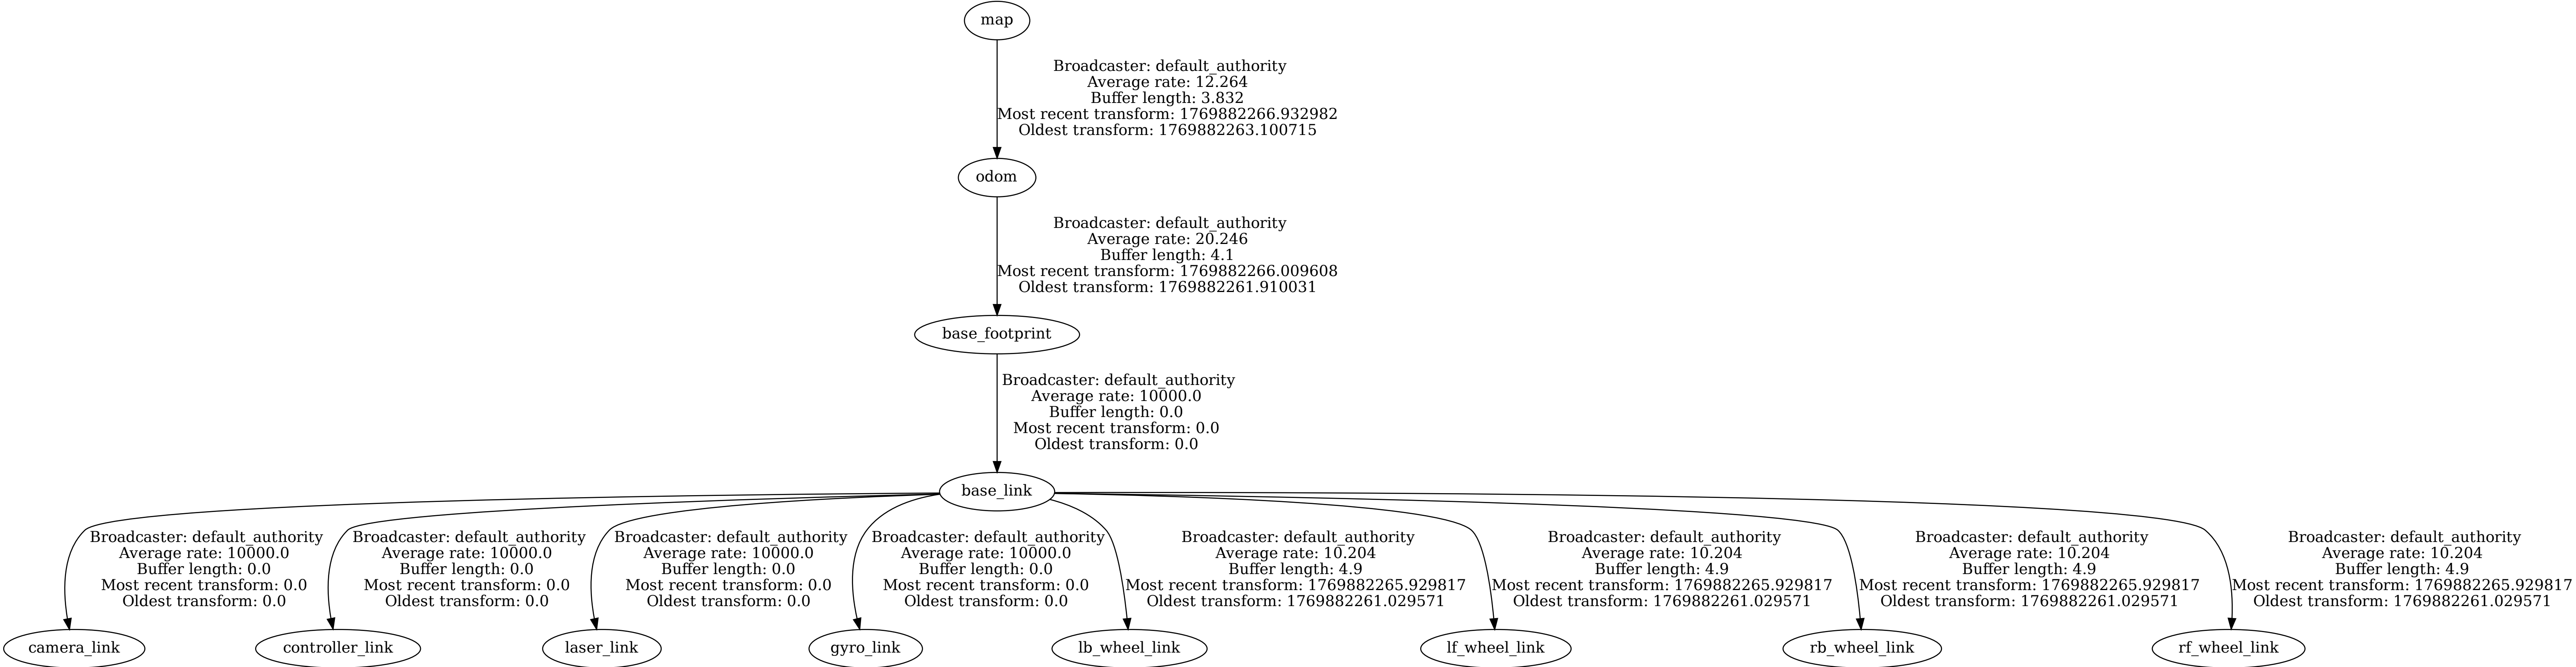 map
Broadcaster: default_authority
Average rate: 12.264
Buffer length: 3.832
Most recent transform: 1769882266.932982
Oldest transform: 1769882263.100715
odom
Broadcaster: default_authority
Average rate: 20.246
Buffer length: 4.1
Most recent transform: 1769882266.009608
Oldest transform: 1769882261.910031
base_footprint
Broadcaster: default_authority
Average rate: 10000.0
Buffer length: 0.0
Most recent transform: 0.0
Oldest transform: 0.0
base_link
Broadcaster: default_authority
Average rate: 10000.0
Buffer length: 0.0
Most recent transform: 0.0
Oldest transform: 0.0
Broadcaster: default_authority
Average rate: 10000.0
Buffer length: 0.0
Most recent transform: 0.0
Oldest transform: 0.0
Broadcaster: default_authority
Average rate: 10000.0
Buffer length: 0.0
Most recent transform: 0.0
Oldest transform: 0.0
Broadcaster: default_authority
Average rate: 10000.0
Buffer length: 0.0
Most recent transform: 0.0
Oldest transform: 0.0
Broadcaster: default_authority
Average rate: 10.204
Buffer length: 4.9
Most recent transform: 1769882265.929817
Oldest transform: 1769882261.029571
Broadcaster: default_authority
Average rate: 10.204
Buffer length: 4.9
Most recent transform: 1769882265.929817
Oldest transform: 1769882261.029571
Broadcaster: default_authority
Average rate: 10.204
Buffer length: 4.9
Most recent transform: 1769882265.929817
Oldest transform: 1769882261.029571
Broadcaster: default_authority
Average rate: 10.204
Buffer length: 4.9
Most recent transform: 1769882265.929817
Oldest transform: 1769882261.029571
camera_link
controller_link
laser_link
gyro_link
lb_wheel_link
lf_wheel_link
rb_wheel_link
rf_wheel_link